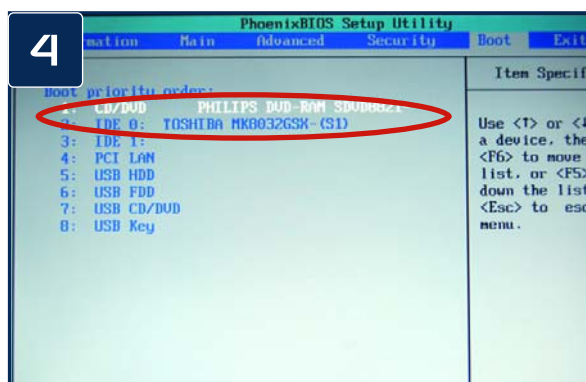 4
PhoenixBIOS Setup Utility
mation Main Advanced Security Boot Exit
Item Specif
Boot priority order:
1: CD/DVD PHILIPS DVD-RAM SDVD8821
2: IDE 0: TOSHIBA MK8032GSX-(S1)
3: IDE 1:
4: PCI LAN
5: USB HDD
6: USB FDD
7: USB CD/DVD
8: USB Key
Use <↑> or <↓
a device, the
<F6> to move
list, or <F5>
down the list
<Esc> to esc
menu.